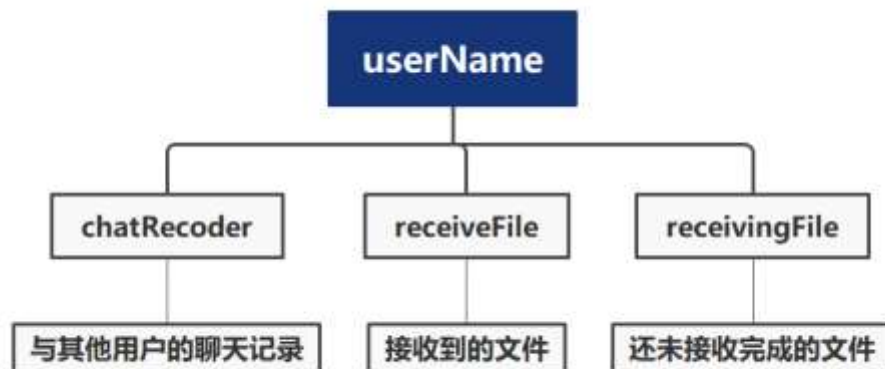 userName
chatRecoder
receiveFile
receivingFile
与其他用户的聊天记录
接收到的文件
还未接收完成的文件